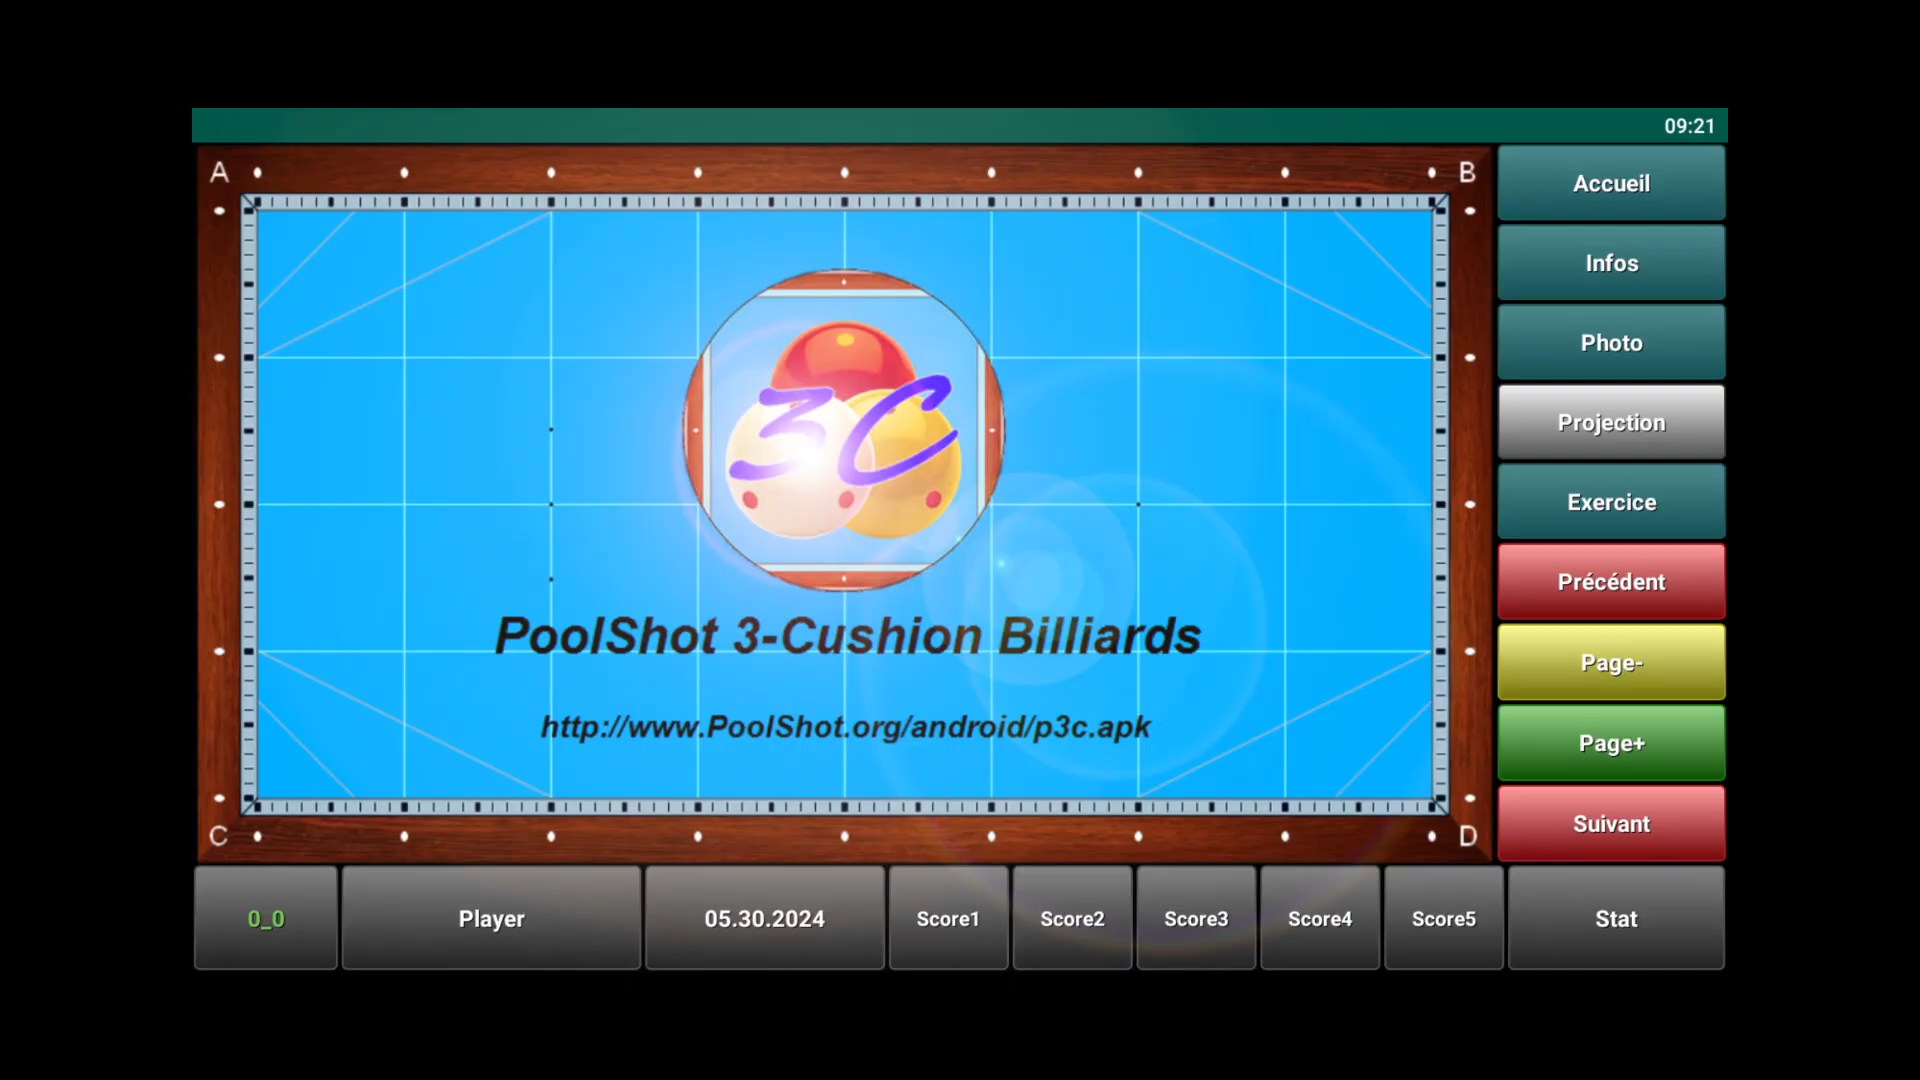 09:21
A
B
Accueil
Infos
Photo
Projection
3C
Exercice
Précédent
PoolShot 3-Cushion Billiards
Page-
http://www.PoolShot.org/android/p3c.apk
Page+
Suivant
C
D
0_0
Player
05.30.2024
Score1
Score2
Score3
Score4
Score5
Stat